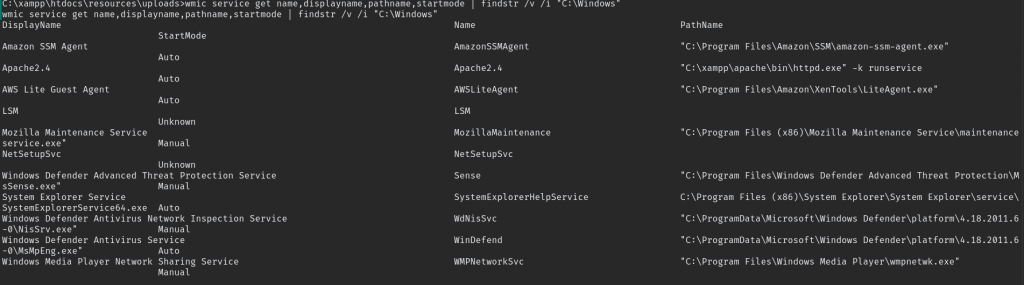 C:\xampp\htdocs\resources\uploads>wmic service get name,displayname,pathname,startmode | findstr /v /i "C:\Windows"
wmic service get name,displayname,pathname,startmode | findstr /v /i "C:\Windows"
DisplayName Name PathName
StartMode
Amazon SSM Agent AmazonSSMAgent "C:\Program Files\Amazon\SSM\amazon-ssm-agent.exe"
Auto
Apache2.4 Apache2.4 "C:\xampp\apache\bin\httpd.exe" -k runservice
Auto
AWS Lite Guest Agent AWSLiteAgent "C:\Program Files\Amazon\XenTools\LiteAgent.exe"
Auto
LSM LSM
Unknown
Mozilla Maintenance Service MozillaMaintenance "C:\Program Files (x86)\Mozilla Maintenance Service\maintenance
service.exe" Manual
NetSetupSvc NetSetupSvc
Unknown
Windows Defender Advanced Threat Protection Service Sense "C:\Program Files\Windows Defender Advanced Threat Protection\M
sSense.exe" Manual
System Explorer Service SystemExplorerHelpService C:\Program Files (x86)\System Explorer\System Explorer\service\
SystemExplorerService64.exe Auto
Windows Defender Antivirus Network Inspection Service WdNisSvc "C:\ProgramData\Microsoft\Windows Defender\platform\4.18.2011.6
-0\NisSrv.exe" Manual
Windows Defender Antivirus Service WinDefend "C:\ProgramData\Microsoft\Windows Defender\platform\4.18.2011.6
-0\MsMpEng.exe" Auto
Windows Media Player Network Sharing Service WMPNetworkSvc "C:\Program Files\Windows Media Player\wmpnetwk.exe"
Manual